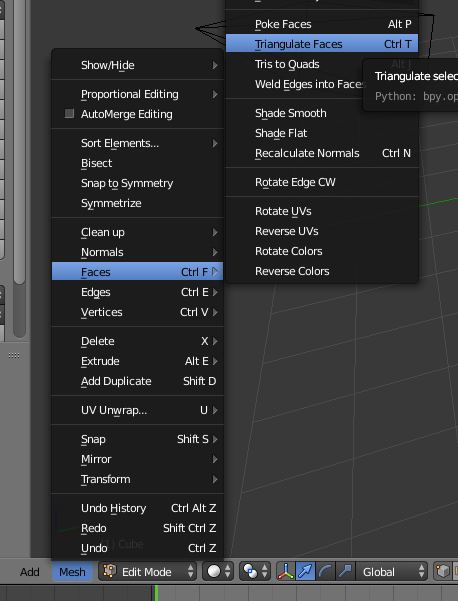 Poke Faces Alt P
Triangulate Faces Ctrl T
Tris to Quads Alt J
Weld Edges into Faces
Triangulate selec
Python: bpy.op
Shade Smooth
Shade Flat
Recalculate Normals Ctrl N
Rotate Edge CW
Rotate UVs
Reverse UVs
Rotate Colors
Reverse Colors
Show/Hide
Proportional Editing
AutoMerge Editing
Sort Elements...
Bisect
Snap to Symmetry
Symmetrize
Clean up
Normals
Faces Ctrl F
Edges Ctrl E
Vertices Ctrl V
Delete X
Extrude Alt E
Add Duplicate Shift D
UV Unwrap... U
Snap Shift S
Mirror
Transform
Undo History Ctrl Alt Z
Redo Shift Ctrl Z
(1) Cube
Undo Ctrl Z
Add Mesh Edit Mode Global